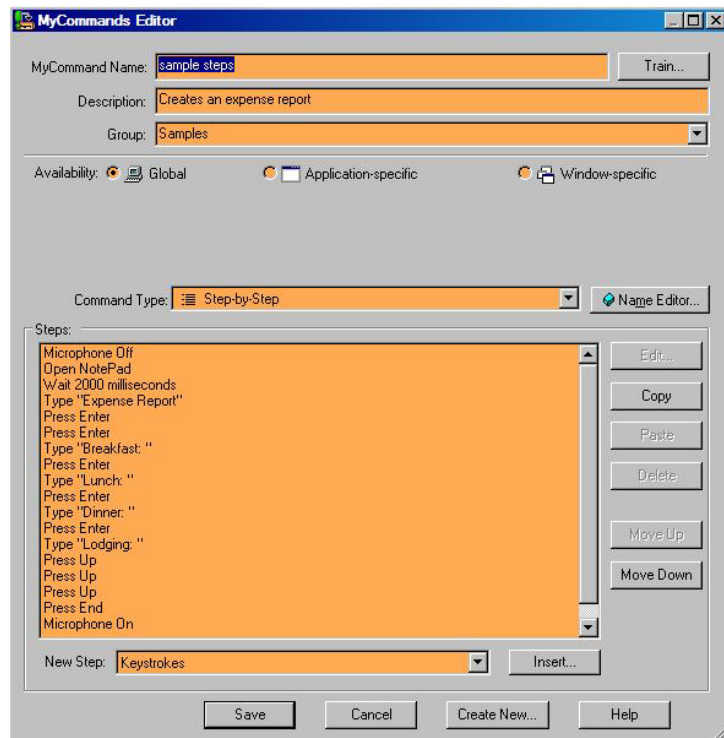 MyCommands Editor
MyCommand Name: sample steps Train...
Description: Creates an expense report
Group: Samples
Availability: Global Application-specific Window-specific
Command Type: Step-by-Step Name Editor...
Steps:
Microphone Off
Open NotePad
Wait 2000 milliseconds
Type "Expense Report"
Press Enter
Press Enter
Type "Breakfast: "
Press Enter
Type "Lunch: "
Press Enter
Type "Dinner: "
Press Enter
Type "Lodging: "
Press Up
Press Up
Press Up
Press End
Microphone On
Edit...
Copy
Paste
Delete
Move Up
Move Down
New Step: Keystrokes Insert...
Save Cancel Create New... Help